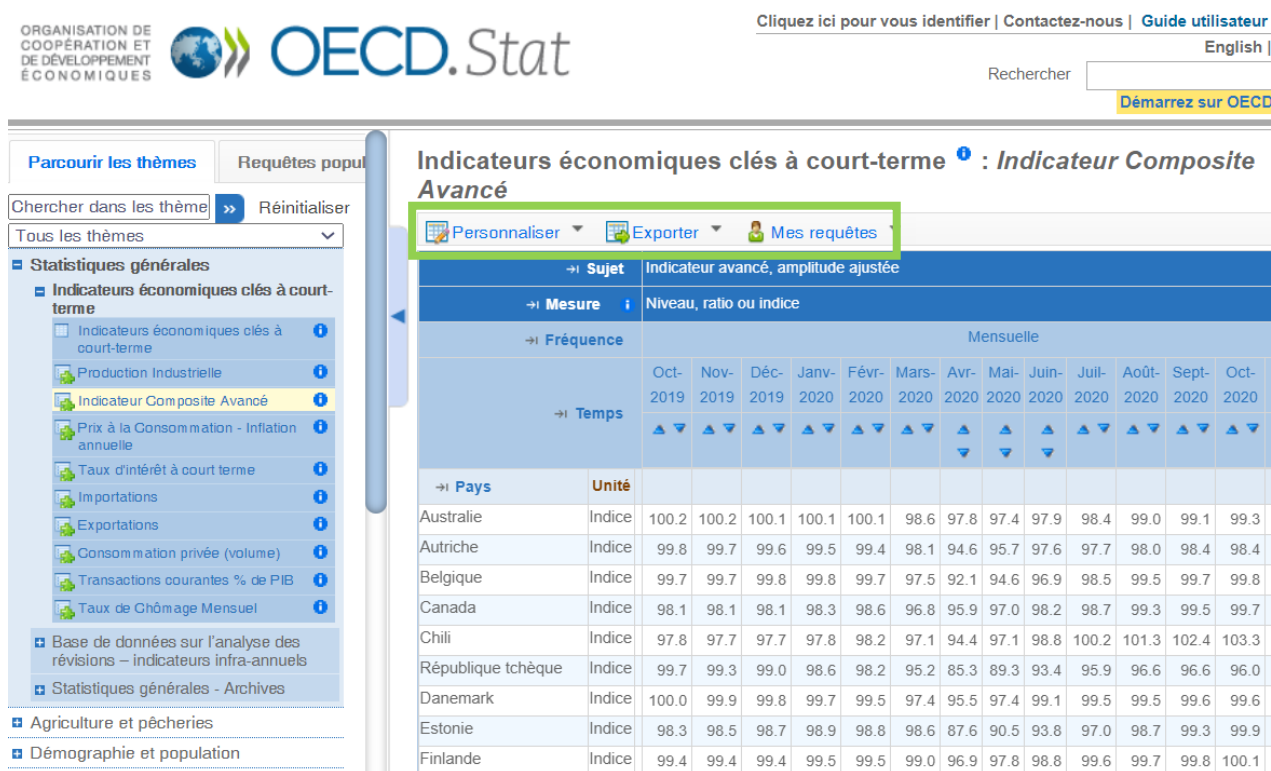 ORGANISATION DE
COOPÉRATION ET
DE DÉVELOPPEMENT
ÉCONOMIQUES
OECD.Stat
Cliquez ici pour vous identifier | Contactez-nous | Guide utilisateur
English |
Rechercher
Démarrez sur OECD
Parcourir les thèmes
Requêtes popul
Chercher dans les thème
»
Réinitialiser
Tous les thèmes
Statistiques générales
Indicateurs économiques clés à court-
terme
Indicateurs économiques clés à
court-terme
Production Industrielle
Indicateur Composite Avancé
Prix à la Consommation - Inflation
annuelle
Taux d'intérêt à court terme
Importations
Exportations
Consommation privée (volume)
Transactions courantes % de PIB
Taux de Chômage Mensuel
Base de données sur l'analyse des
révisions – indicateurs infra-annuels
Statistiques générales - Archives
Agriculture et pêcheries
Démographie et population
Indicateurs économiques clés à court-terme : Indicateur Composite
Avancé
Personnaliser Exporter Mes requêtes
Sujet Indicateur avancé, amplitude ajustée
Mesure Niveau, ratio ou indice
Fréquence Mensuelle
Temps
Oct- Nov- Déc- Janv- Févr- Mars- Avr- Mai- Juin- Juil- Août- Sept- Oct-
2019 2019 2019 2020 2020 2020 2020 2020 2020 2020 2020 2020 2020
Pays Unité
Australie Indice 100.2 100.2 100.1 100.1 100.1 98.6 97.8 97.4 97.9 98.4 99.0 99.1 99.3
Autriche Indice 99.8 99.7 99.6 99.5 99.4 98.1 94.6 95.7 97.6 97.7 98.0 98.4 98.4
Belgique Indice 99.7 99.7 99.8 99.8 99.7 97.5 92.1 94.6 96.9 98.5 99.5 99.7 99.8
Canada Indice 98.1 98.1 98.1 98.3 98.6 96.8 95.9 97.0 98.2 98.7 99.3 99.5 99.7
Chili Indice 97.8 97.7 97.7 97.8 98.2 97.1 94.4 97.1 98.8 100.2 101.3 102.4 103.3
République tchèque Indice 99.7 99.3 99.0 98.6 98.2 95.2 85.3 89.3 93.4 95.9 96.6 96.6 96.0
Danemark Indice 100.0 99.9 99.8 99.7 99.5 97.4 95.5 97.4 99.1 99.5 99.5 99.6 99.6
Estonie Indice 98.3 98.5 98.7 98.9 98.8 98.6 87.6 90.5 93.8 97.0 98.7 99.3 99.9
Finlande Indice 99.4 99.4 99.4 99.5 99.5 99.0 96.9 97.8 98.8 99.6 99.7 99.8 100.1